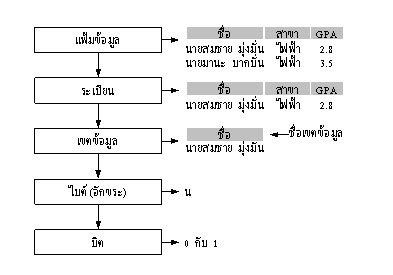 แฟ้มข้อมูล
ชื่อ สาขา GPA
นายสมชาย มุ่งมั่น ไฟฟ้า 2.8
นายมานะ บากบั่น ไฟฟ้า 3.5
ระเบียน
ชื่อ สาขา GPA
นายสมชาย มุ่งมั่น ไฟฟ้า 2.8
เขตข้อมูล
ชื่อ
ชื่อเขตข้อมูล
นายสมชาย มุ่งมั่น
ไบต์ (อักขระ)
น
บิต
0 กับ 1